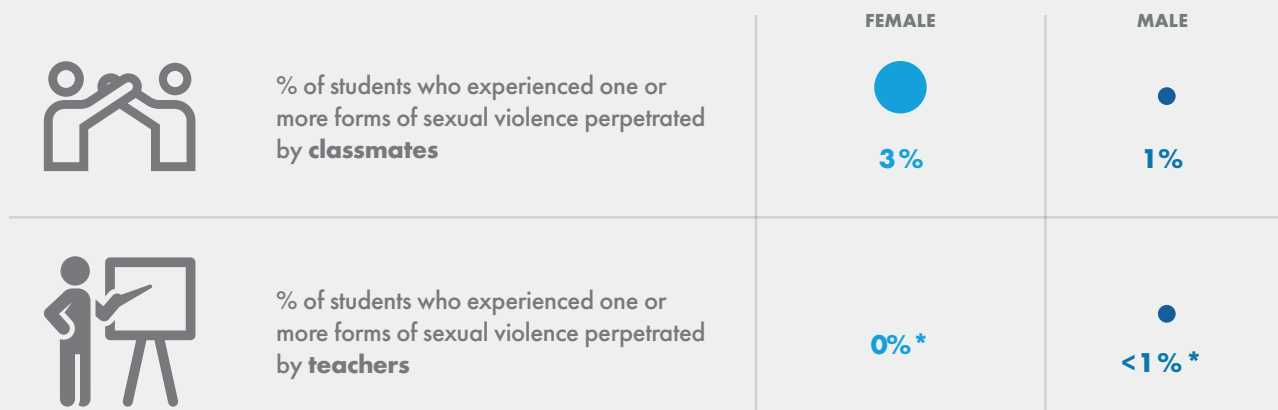 FEMALE MALE
% of students who experienced one or
more forms of sexual violence perpetrated
by classmates
3% 1%
% of students who experienced one or
more forms of sexual violence perpetrated
by teachers
0%* <1%*